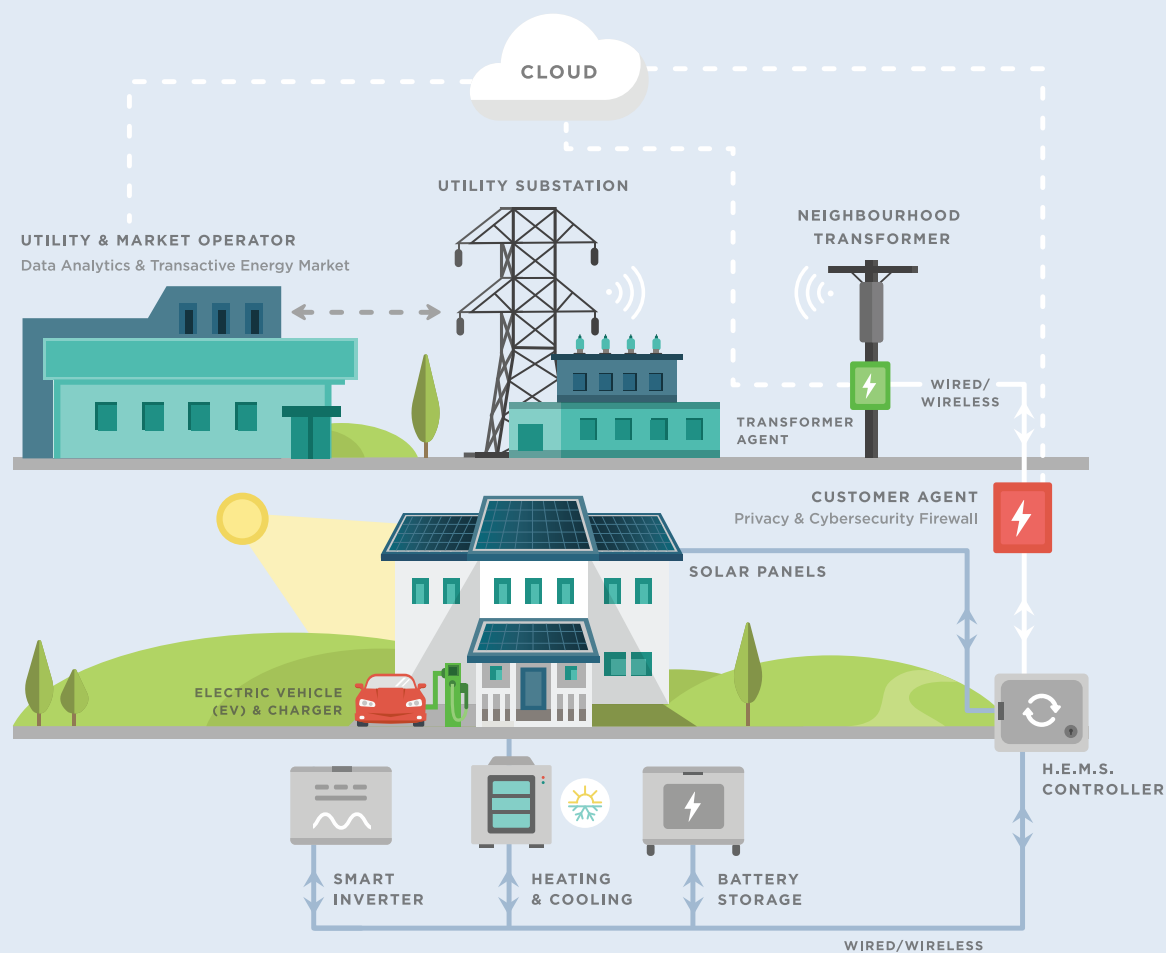 CLOUD
UTILITY SUBSTATION
NEIGHBOURHOOD
TRANSFORMER
UTILITY & MARKET OPERATOR
Data Analytics & Transactive Energy Market
WIRED/
WIRELESS
TRANSFORMER
AGENT
CUSTOMER AGENT
Privacy & Cybersecurity Firewall
SOLAR PANELS
ELECTRIC VEHICLE
(EV) & CHARGER
H.E.M.S.
CONTROLLER
SMART
INVERTER
HEATING
& COOLING
BATTERY
STORAGE
WIRED/WIRELESS